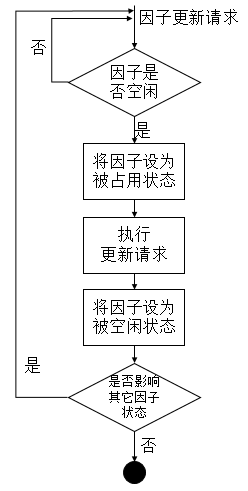 因子更新请求
否
因子是
否空闲
是
将因子设为
被占用状态
执行
更新请求
将因子设为
被空闲状态
是
是否影响
其它因子
状态
否